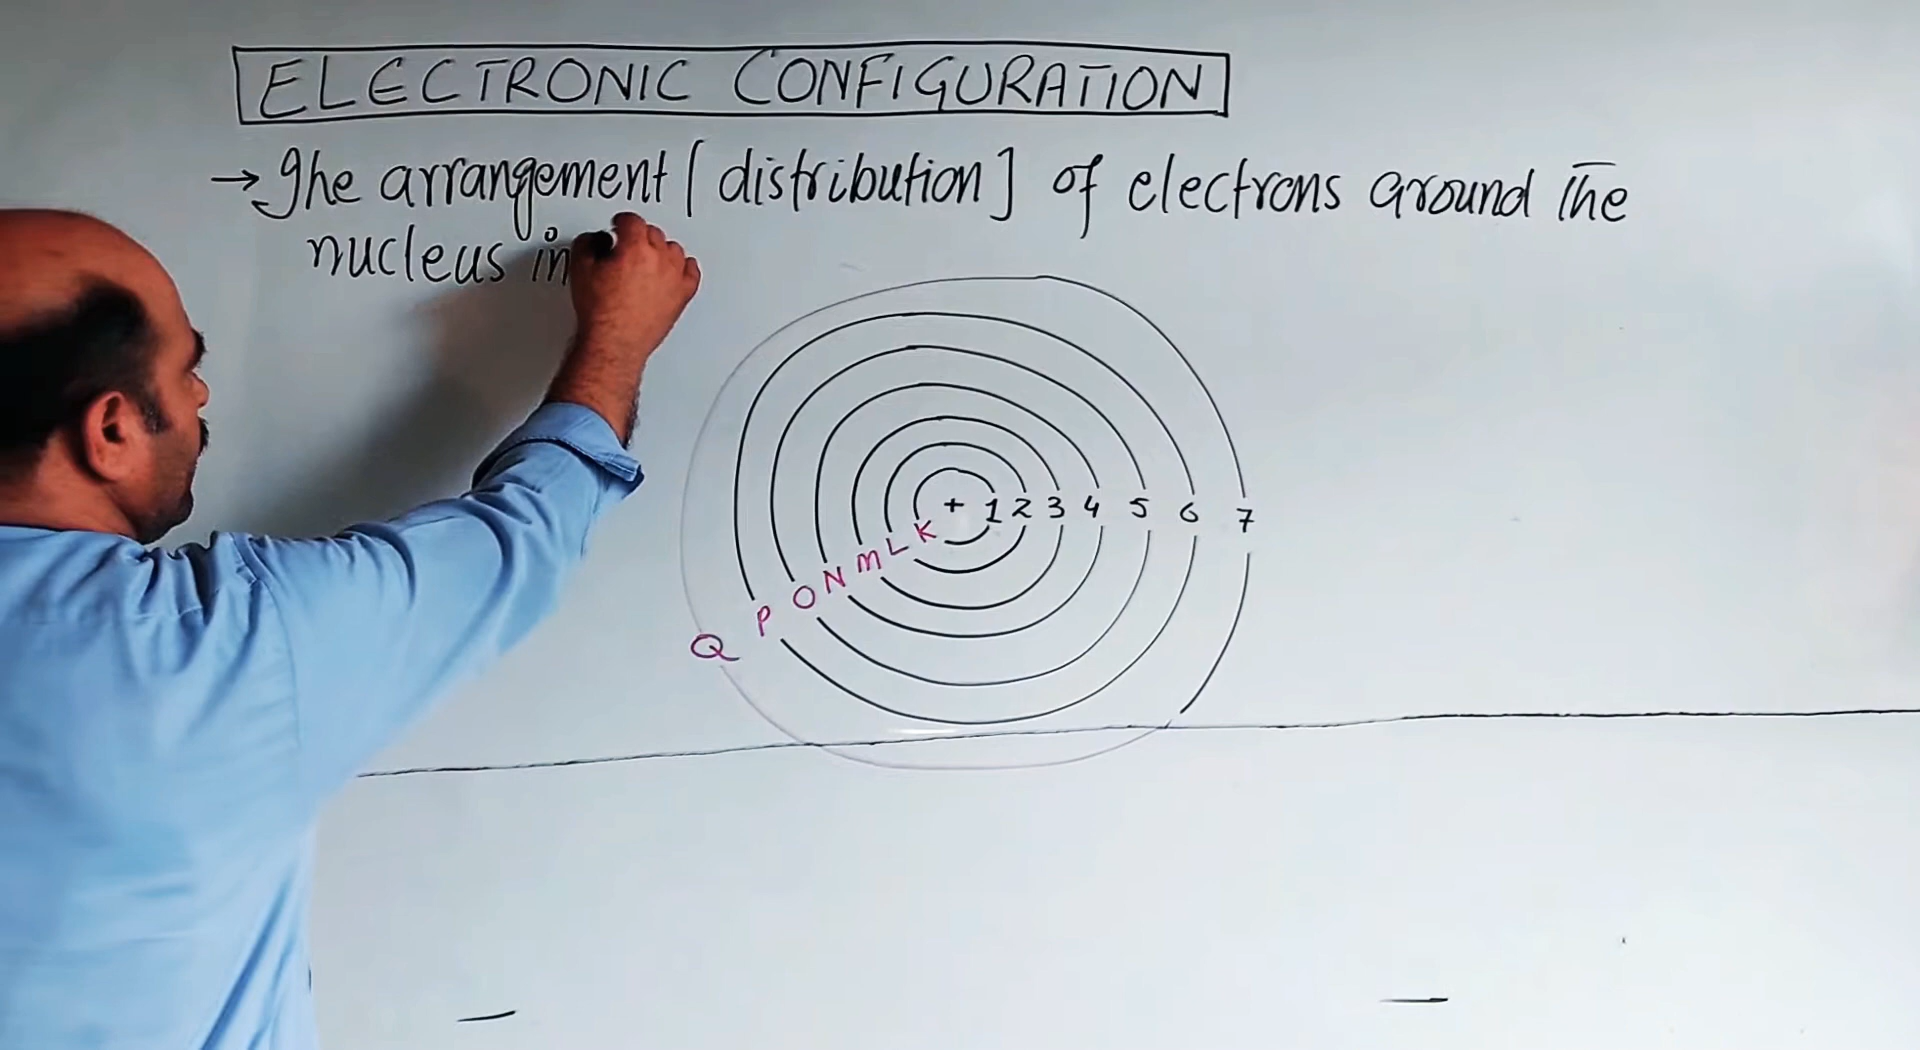 ELECTRONIC CONFIGURATION
→ The arrangement [distribution] of electrons around the
nucleus in
+ 1 2 3 4 5 6 7
K
L
M
N
O
P
Q